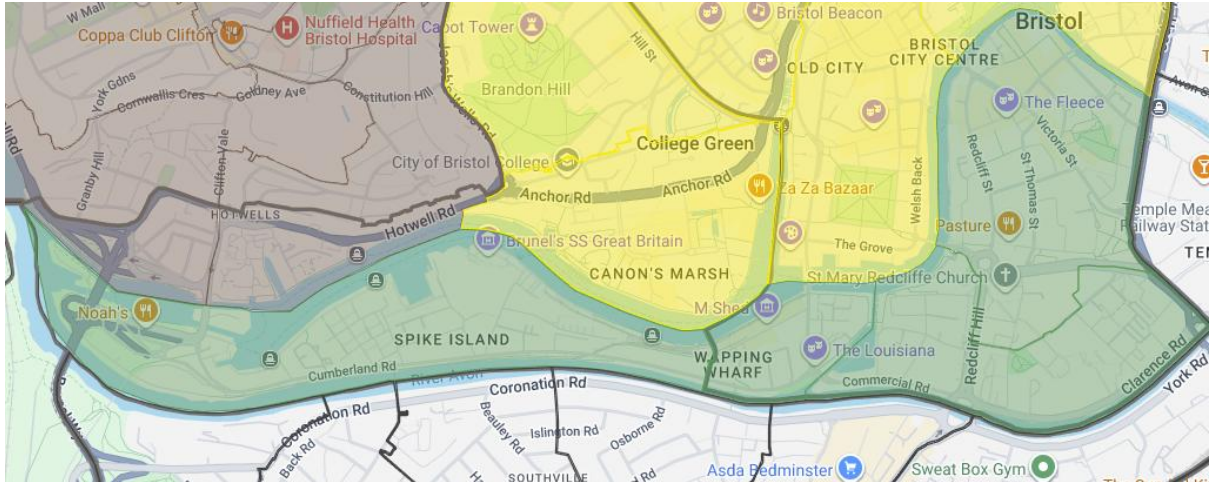 W Mall
Coppa Club Clifton
Nuffield Health
Bristol Hospital
Cabot Tower
Bristol Beacon
Bristol
Hill St
OLD CITY
BRISTOL
CITY CENTRE
York Gdns
Cornwallis Cres
Goldney Ave
Constitution Hill
Jacob's Wells Rd
Brandon Hill
The Fleece
Victoria St
Avon St
City of Bristol College
College Green
Redcliff St
St Thomas St
Granby Hill
Clifton Vale
Anchor Rd
Anchor Rd
Za Za Bazaar
Welsh Back
HOTWELLS
Hotwell Rd
Brunel's SS Great Britain
The Grove
Pasture
Temple Mea
Railway Stat
TEM
CANON'S MARSH
St Mary Redcliffe Church
Noah's
M Shed
SPIKE ISLAND
WAPPING
WHARF
The Louisiana
Redcliff Hill
Clarence Rd
York Rd
Cumberland Rd
River Avon
Coronation Rd
Commercial Rd
Coronation Rd
Back Rd
Beauley Rd
Islington Rd
Osborne Rd
SOUTHVILLE
Asda Bedminster
Sweat Box Gym